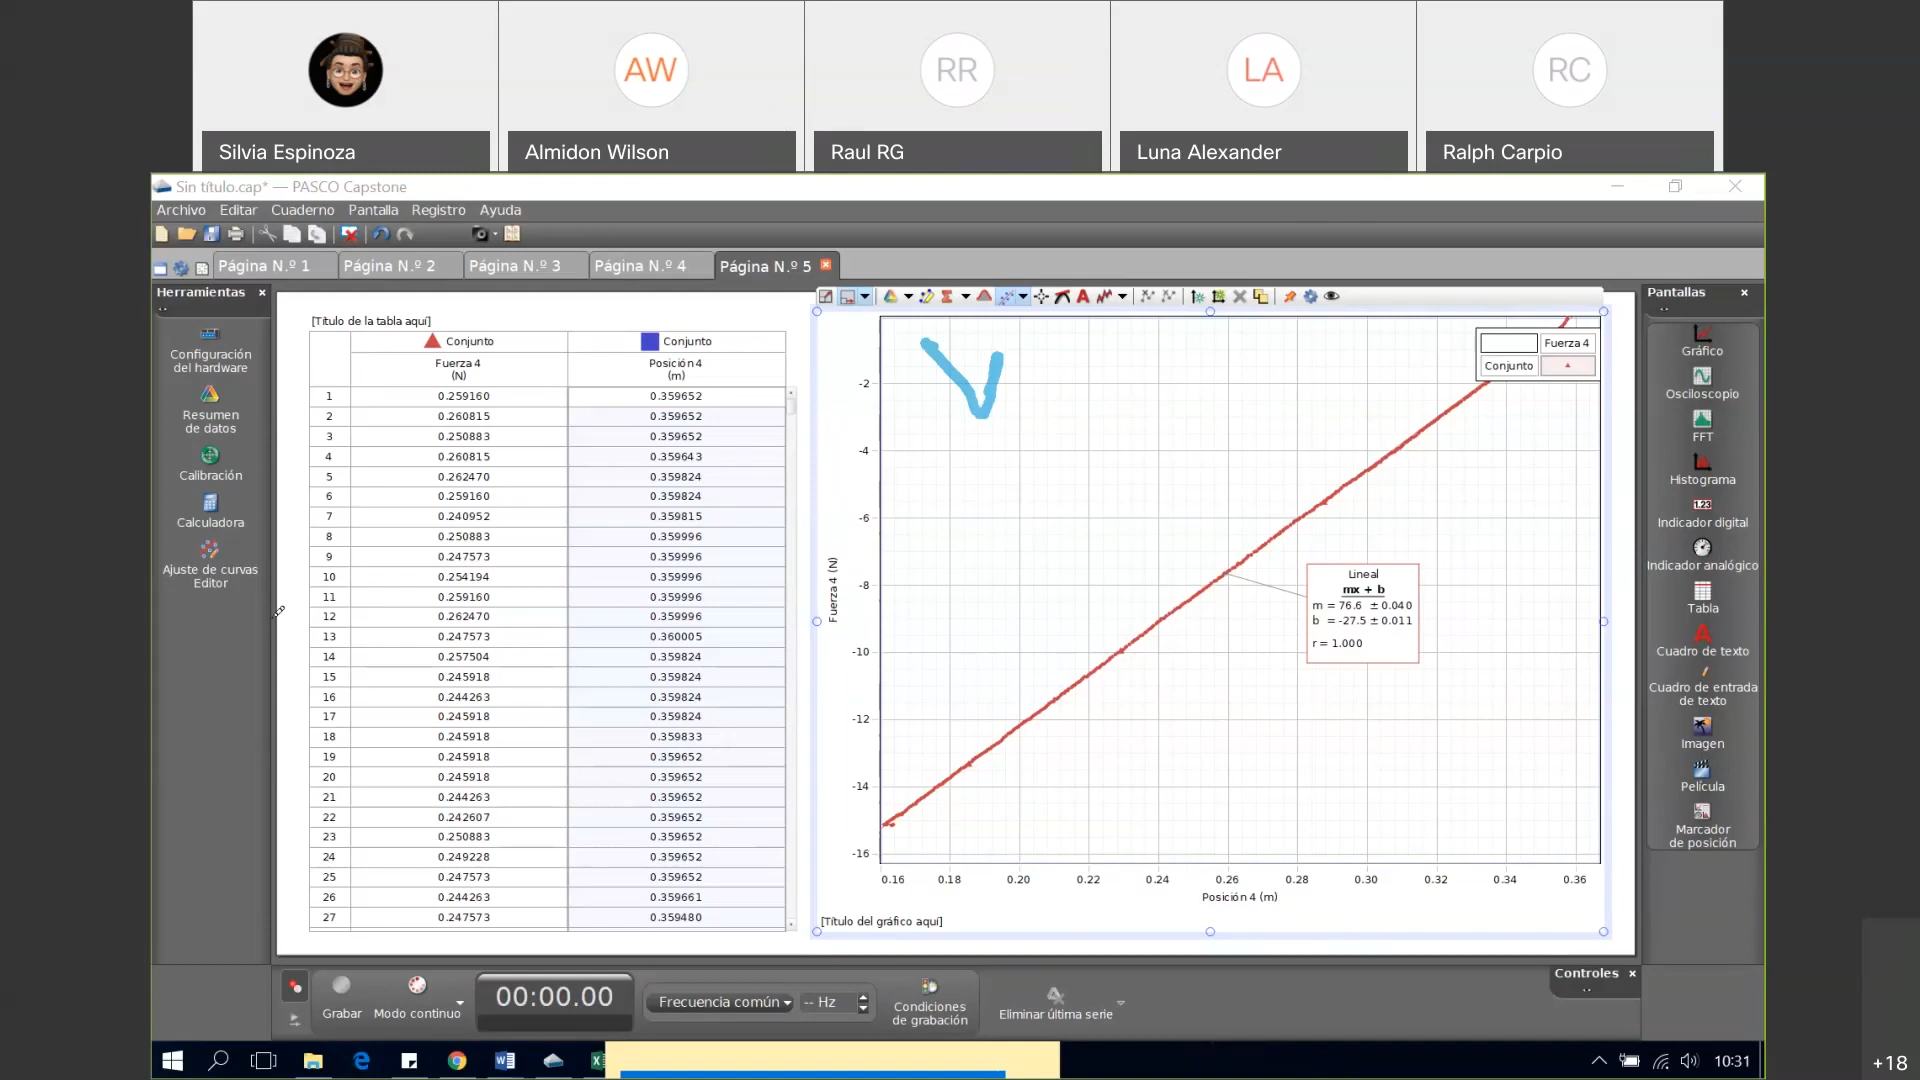 AW
RR
LA
RC
Silvia Espinoza
Almidon Wilson
Raul RG
Luna Alexander
Ralph Carpio
Sin título.cap* — PASCO Capstone
Archivo Editar Cuaderno Pantalla Registro Ayuda
Página N.º 1
Página N.º 2
Página N.º 3
Página N.º 4
Página N.º 5
Herramientas
Configuración
del hardware
Resumen
de datos
Calibración
Calculadora
Ajuste de curvas
Editor
[Título de la tabla aquí]
Conjunto Conjunto
Fuerza 4 Posición 4
(N) (m)
1 0.259160 0.359652
2 0.260815 0.359652
3 0.250883 0.359652
4 0.260815 0.359643
5 0.262470 0.359824
6 0.259160 0.359824
7 0.240952 0.359815
8 0.250883 0.359996
9 0.247573 0.359996
10 0.254194 0.359996
11 0.259160 0.359996
12 0.262470 0.359996
13 0.247573 0.360005
14 0.257504 0.359824
15 0.245918 0.359824
16 0.244263 0.359824
17 0.245918 0.359824
18 0.245918 0.359833
19 0.245918 0.359652
20 0.245918 0.359652
21 0.244263 0.359652
22 0.242607 0.359652
23 0.250883 0.359652
24 0.249228 0.359652
25 0.247573 0.359652
26 0.244263 0.359661
27 0.247573 0.359480
Fuerza 4
Conjunto
Fuerza 4 (N)
-2
-4
-6
-8
-10
-12
-14
-16
Lineal
mx + b
m = 76.6 ± 0.040
b = -27.5 ± 0.011
r = 1.000
0.16 0.18 0.20 0.22 0.24 0.26 0.28 0.30 0.32 0.34 0.36
Posición 4 (m)
[Título del gráfico aquí]
Pantallas
Gráfico
Osciloscopio
FFT
Histograma
1.23
Indicador digital
Indicador analógico
Tabla
Cuadro de texto
Cuadro de entrada
de texto
Imagen
Película
Marcador
de posición
Controles
Grabar
Modo continuo
00:00.00
Frecuencia común
-- Hz
Condiciones
de grabación
Eliminar última serie
10:31
+18